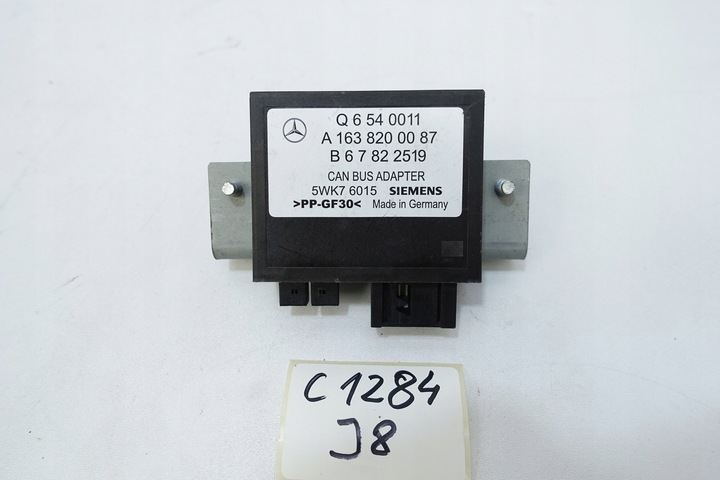 Q 6 54 0011
A 163 820 00 87
B 6 7 82 2519
CAN BUS ADAPTER
5WK7 6015 SIEMENS
>PP-GF30< Made in Germany
C1284
J8